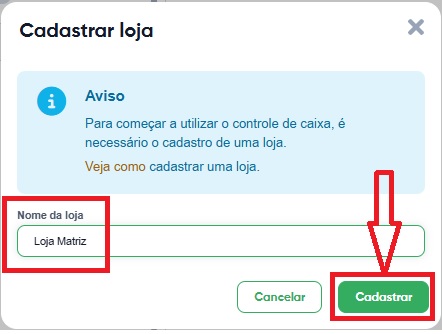 Cadastrar loja
Aviso
Para começar a utilizar o controle de caixa, é
necessário o cadastro de uma loja.
Veja como cadastrar uma loja.
Nome da loja
Loja Matriz
Cancelar
Cadastrar